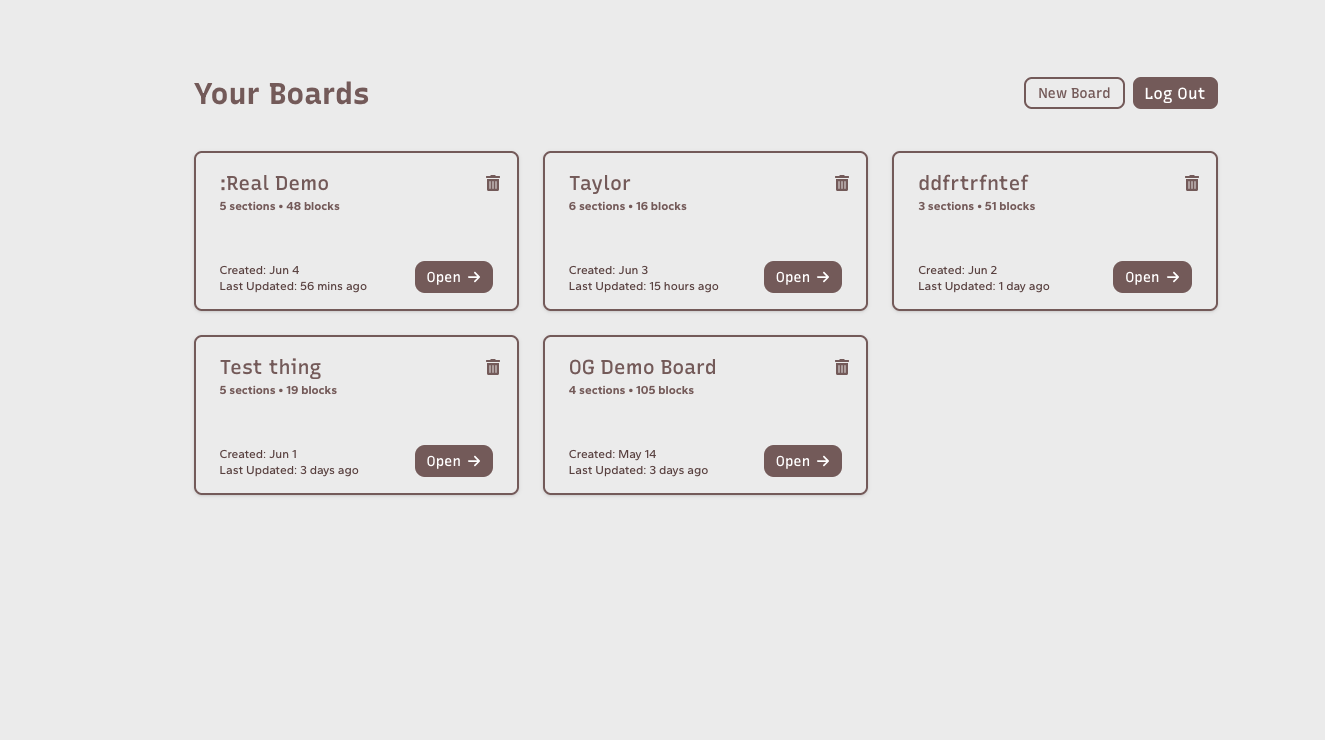 Your Boards
New Board
Log Out
:Real Demo
5 sections • 48 blocks
Created: Jun 4
Last Updated: 56 mins ago
Open →
Taylor
6 sections • 16 blocks
Created: Jun 3
Last Updated: 15 hours ago
Open →
ddfrtrfntef
3 sections • 51 blocks
Created: Jun 2
Last Updated: 1 day ago
Open →
Test thing
5 sections • 19 blocks
Created: Jun 1
Last Updated: 3 days ago
Open →
OG Demo Board
4 sections • 105 blocks
Created: May 14
Last Updated: 3 days ago
Open →